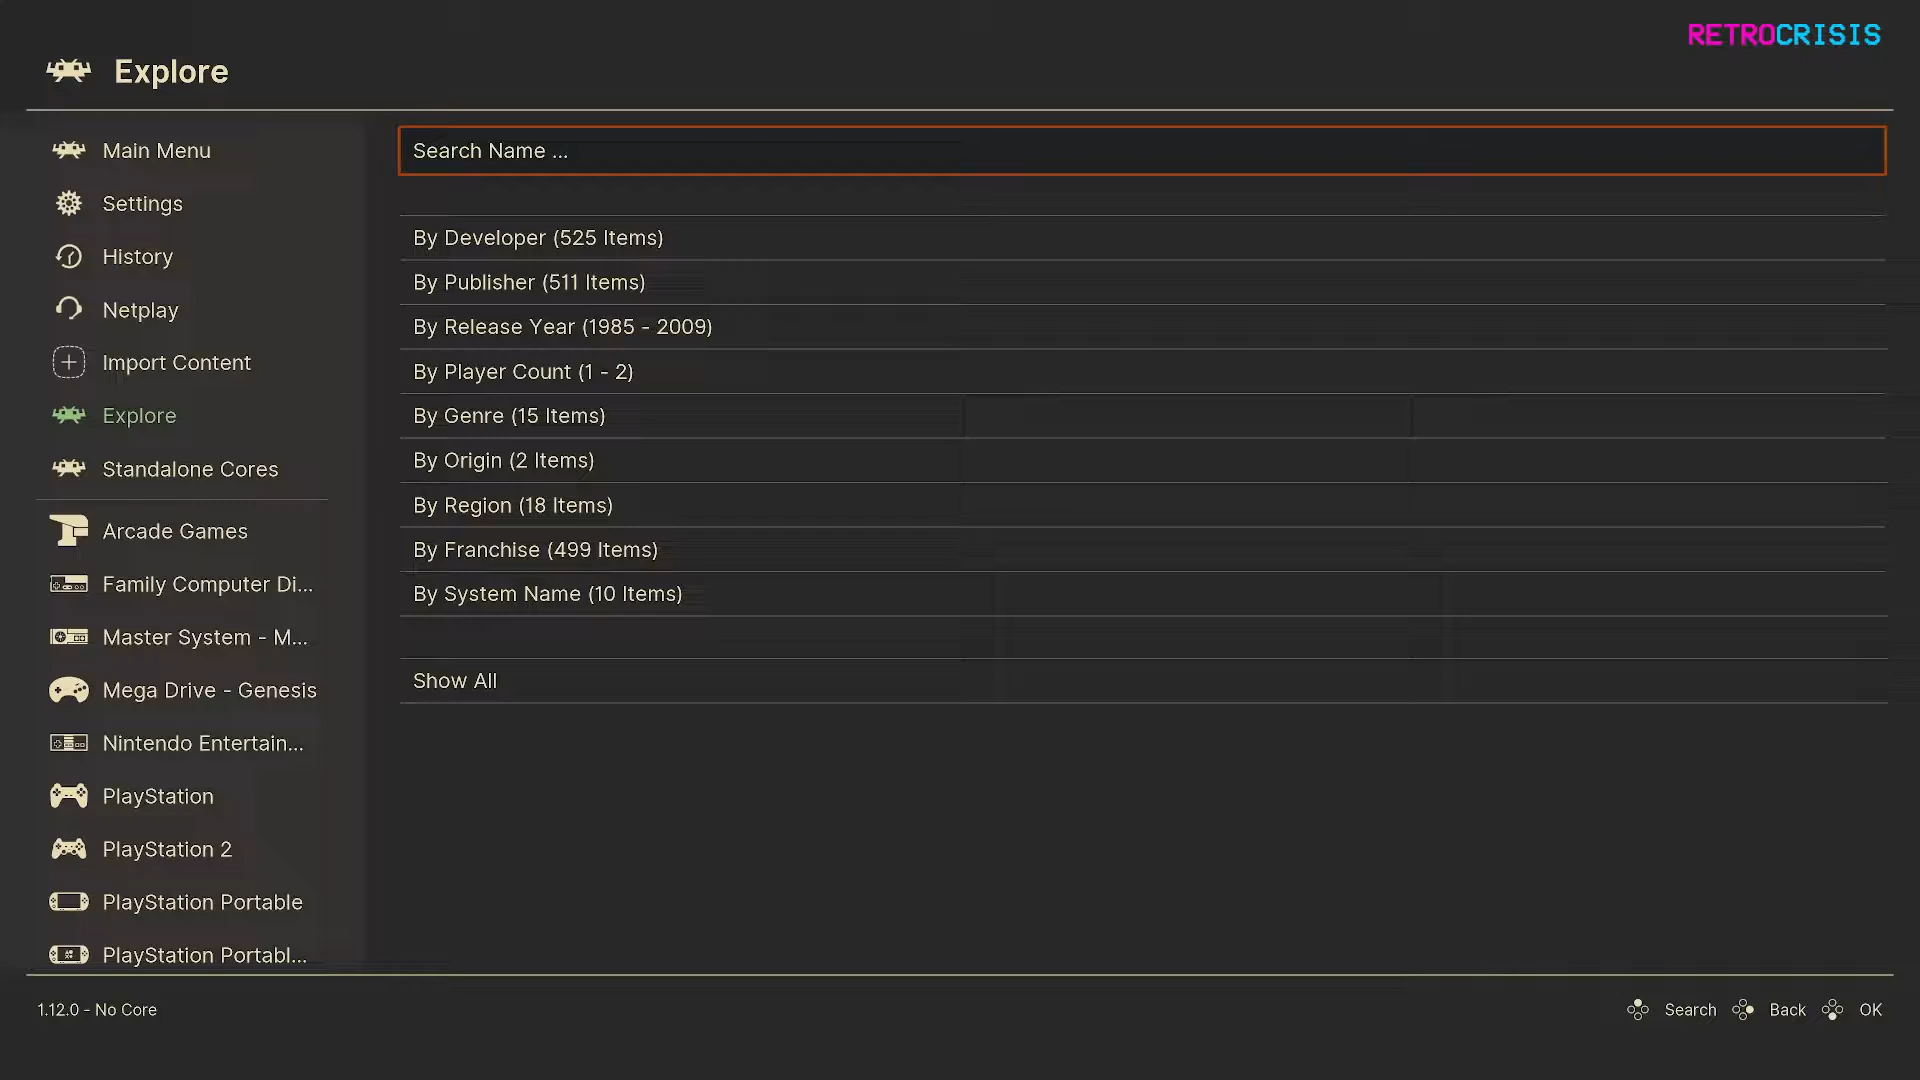 RETROCRISIS
Explore
Main Menu
Settings
History
Netplay
Import Content
Explore
Standalone Cores
Arcade Games
Family Computer Di...
Master System - M...
Mega Drive - Genesis
Nintendo Entertain...
PlayStation
PlayStation 2
PlayStation Portable
PlayStation Portabl...
Search Name ...
By Developer (525 Items)
By Publisher (511 Items)
By Release Year (1985 - 2009)
By Player Count (1 - 2)
By Genre (15 Items)
By Origin (2 Items)
By Region (18 Items)
By Franchise (499 Items)
By System Name (10 Items)
Show All
1.12.0 - No Core
Search Back OK